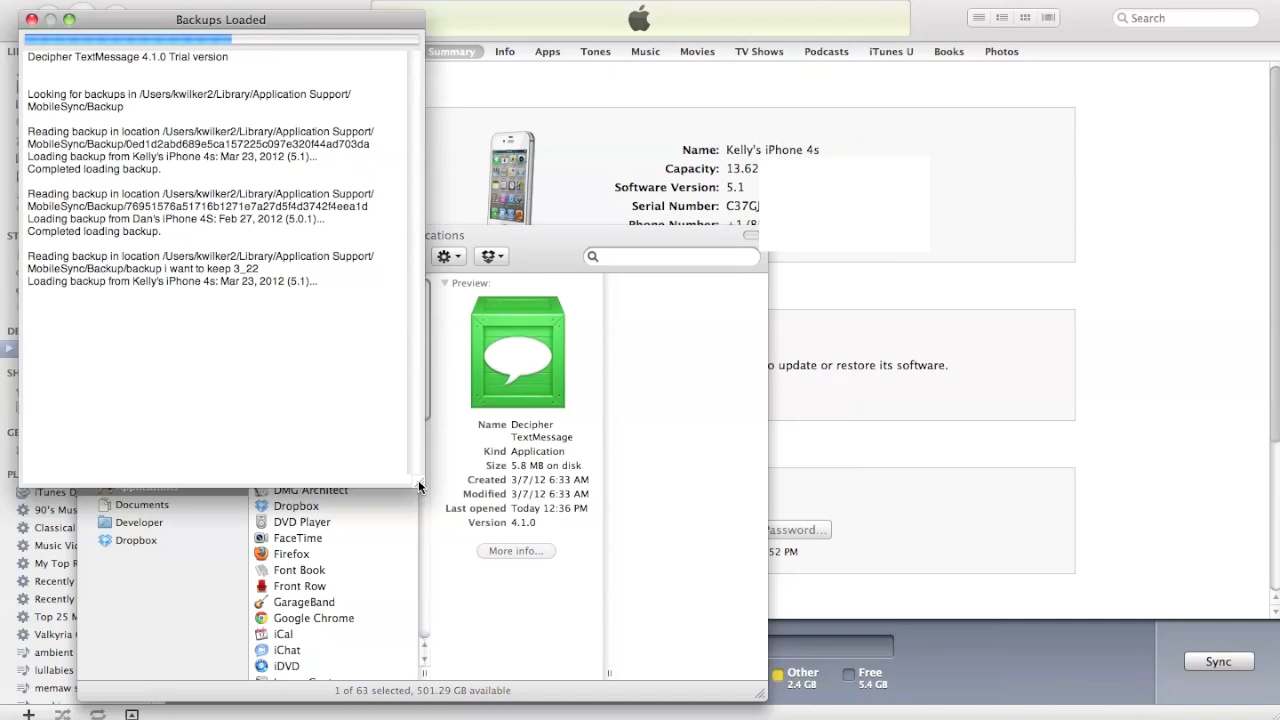 Backups Loaded
Decipher TextMessage 4.1.0 Trial version
Looking for backups in /Users/kwilker2/Library/Application Support/
MobileSync/Backup
Reading backup in location /Users/kwilker2/Library/Application Support/
MobileSync/Backup/0ed1d2abd689e5ca157225c097e320f44ad703da
Loading backup from Kelly's iPhone 4s: Mar 23, 2012 (5.1)...
Completed loading backup.
Reading backup in location /Users/kwilker2/Library/Application Support/
MobileSync/Backup/76951576a51716b1271e7a27d5f4d3742f4eea1d
Loading backup from Dan's iPhone 4S: Feb 27, 2012 (5.0.1)...
Completed loading backup.
Reading backup in location /Users/kwilker2/Library/Application Support/
MobileSync/Backup/backup i want to keep 3_22
Loading backup from Kelly's iPhone 4s: Mar 23, 2012 (5.1)...
Search
Summary Info Apps Tones Music Movies TV Shows Podcasts iTunes U Books Photos
Name: Kelly's iPhone 4s
Capacity: 13.62
Software Version: 5.1
Serial Number: C37GJ
Phone Number: +1 (8
cations
Preview:
Name Decipher
TextMessage
Kind Application
Size 5.8 MB on disk
Created 3/7/12 6:33 AM
Modified 3/7/12 6:33 AM
Last opened Today 12:36 PM
Version 4.1.0
More info...
o update or restore its software.
assword...
52 PM
iTunes D
90's Mus
Classical
Music Vid
My Top R
Recently
Recently
Top 25 M
Valkyria
ambient
lullabies
memaw s
Applications
Documents
Developer
Dropbox
DMG Architect
Dropbox
DVD Player
FaceTime
Firefox
Font Book
Front Row
GarageBand
Google Chrome
iCal
iChat
iDVD
1 of 63 selected, 501.29 GB available
Other
2.4 GB
Free
5.4 GB
Sync